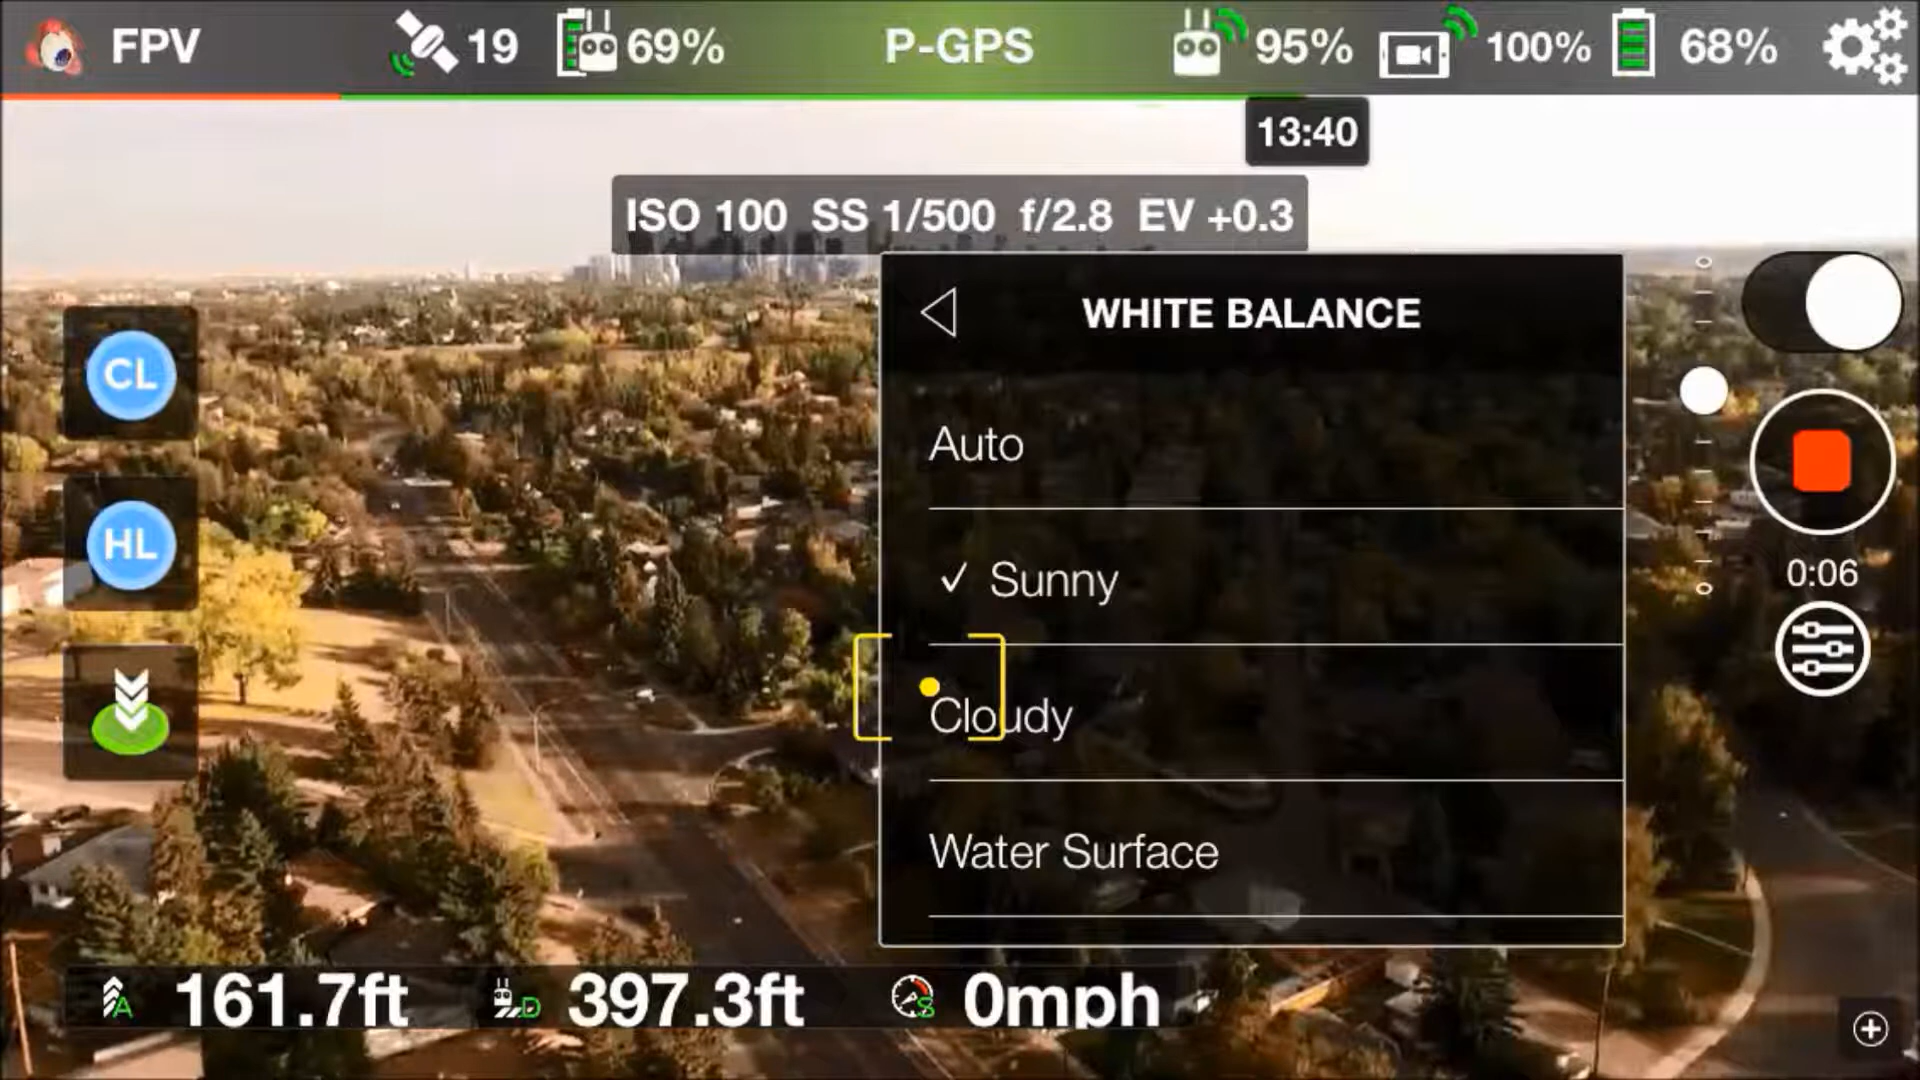 FPV 19 69% P-GPS 95% 100% 68%
13:40
ISO 100 SS 1/500 f/2.8 EV +0.3
WHITE BALANCE
Auto
✓ Sunny
Cloudy
Water Surface
CL
HL
0:06
A 161.7ft D 397.3ft S 0mph